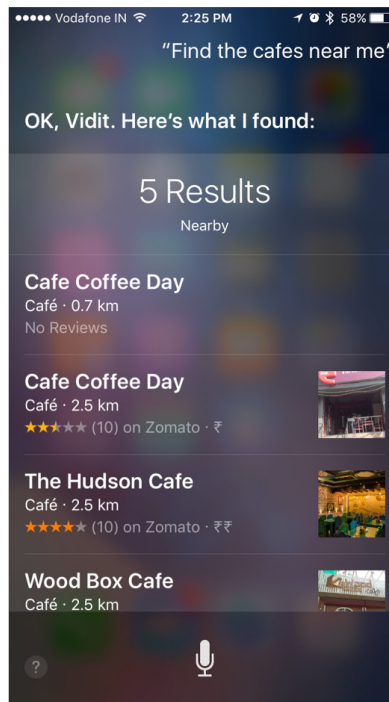 Vodafone IN 2:25 PM 58%
“Find the cafes near me”
OK, Vidit. Here’s what I found:
5 Results
Nearby
Cafe Coffee Day
Café · 0.7 km
No Reviews
Cafe Coffee Day
Café · 2.5 km
★★★★★ (10) on Zomato · ₹
The Hudson Cafe
Café · 2.5 km
★★★★★ (10) on Zomato · ₹₹
Wood Box Cafe
Café · 2.5 km
?